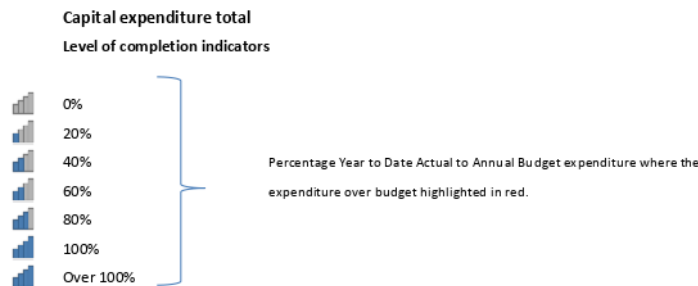 Capital expenditure total
Level of completion indicators
0%
20%
40%
60%
80%
100%
Over 100%
Percentage Year to Date Actual to Annual Budget expenditure where the
expenditure over budget highlighted in red.